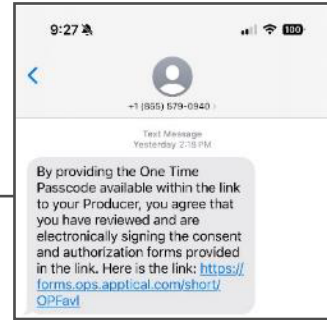 9:27
100
+1 (865) 579-0940 >
Text Message
Yesterday 2:18 PM
By providing the One Time
Passcode available within the link
to your Producer, you agree that
you have reviewed and are
electronically signing the consent
and authorization forms provided
in the link. Here is the link: https://
forms.ops.apptical.com/short/
OPFavI